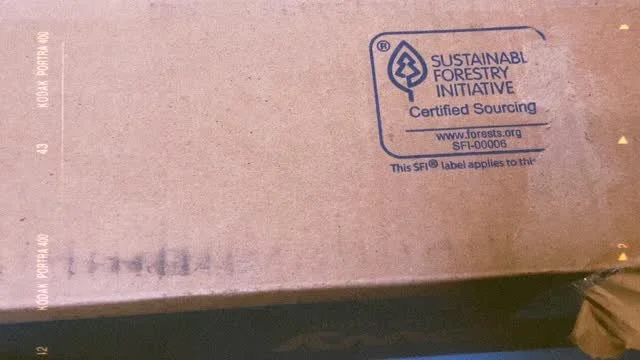 ®
SUSTAINABL
FORESTRY
INITIATIVE
Certified Sourcing
www.forests.org
SFI-00006
This SFI® label applies to thi
KODAK PORTRA 400
43
KODAK PORTRA 400
42